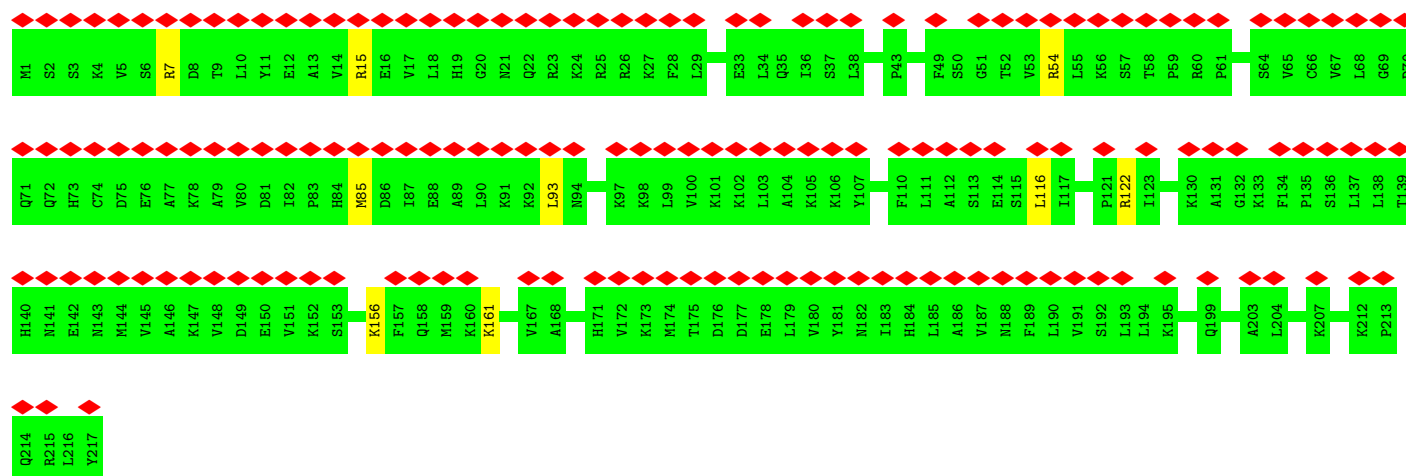 M1 S2 S3 K4 V5 S6 R7 D8 T9 L10 Y11 E12 A13 V14 R15 E16 V17 L18 H19 G20 N21 Q22 R23 K24 R25 R26 K27 F28 L29 E33 L34 Q35 I36 S37 L38 P43 F49 S50 G51 T52 V53 R54 L55 K56 S57 T58 P59 R60 P61 S64 V65 C66 V67 L68 G69
Q71 Q72 H73 C74 D75 E76 A77 K78 A79 V80 D81 I82 P83 H84 M85 D86 I87 E88 A89 L90 K91 K92 L93 N94 K97 K98 L99 V100 K101 K102 L103 A104 K105 K106 Y107 F110 L111 A112 S113 E114 S115 L116 I117 P121 R122 I123 K130 A131 G132 K133 F134 P135 S136 L137 L138 T139
H140 N141 E142 N143 M144 V145 A146 K147 V148 D149 E150 V151 K152 S153 K156 F157 Q158 M159 K160 K161 V167 A168 H171 V172 K173 M174 T175 D176 D177 E178 L179 V180 Y181 N182 I183 H184 L185 A186 V187 N188 F189 L190 V191 S192 L193 L194 K195 Q199 A203 L204 K207 K212 P213
Q214 R215 L216 Y217